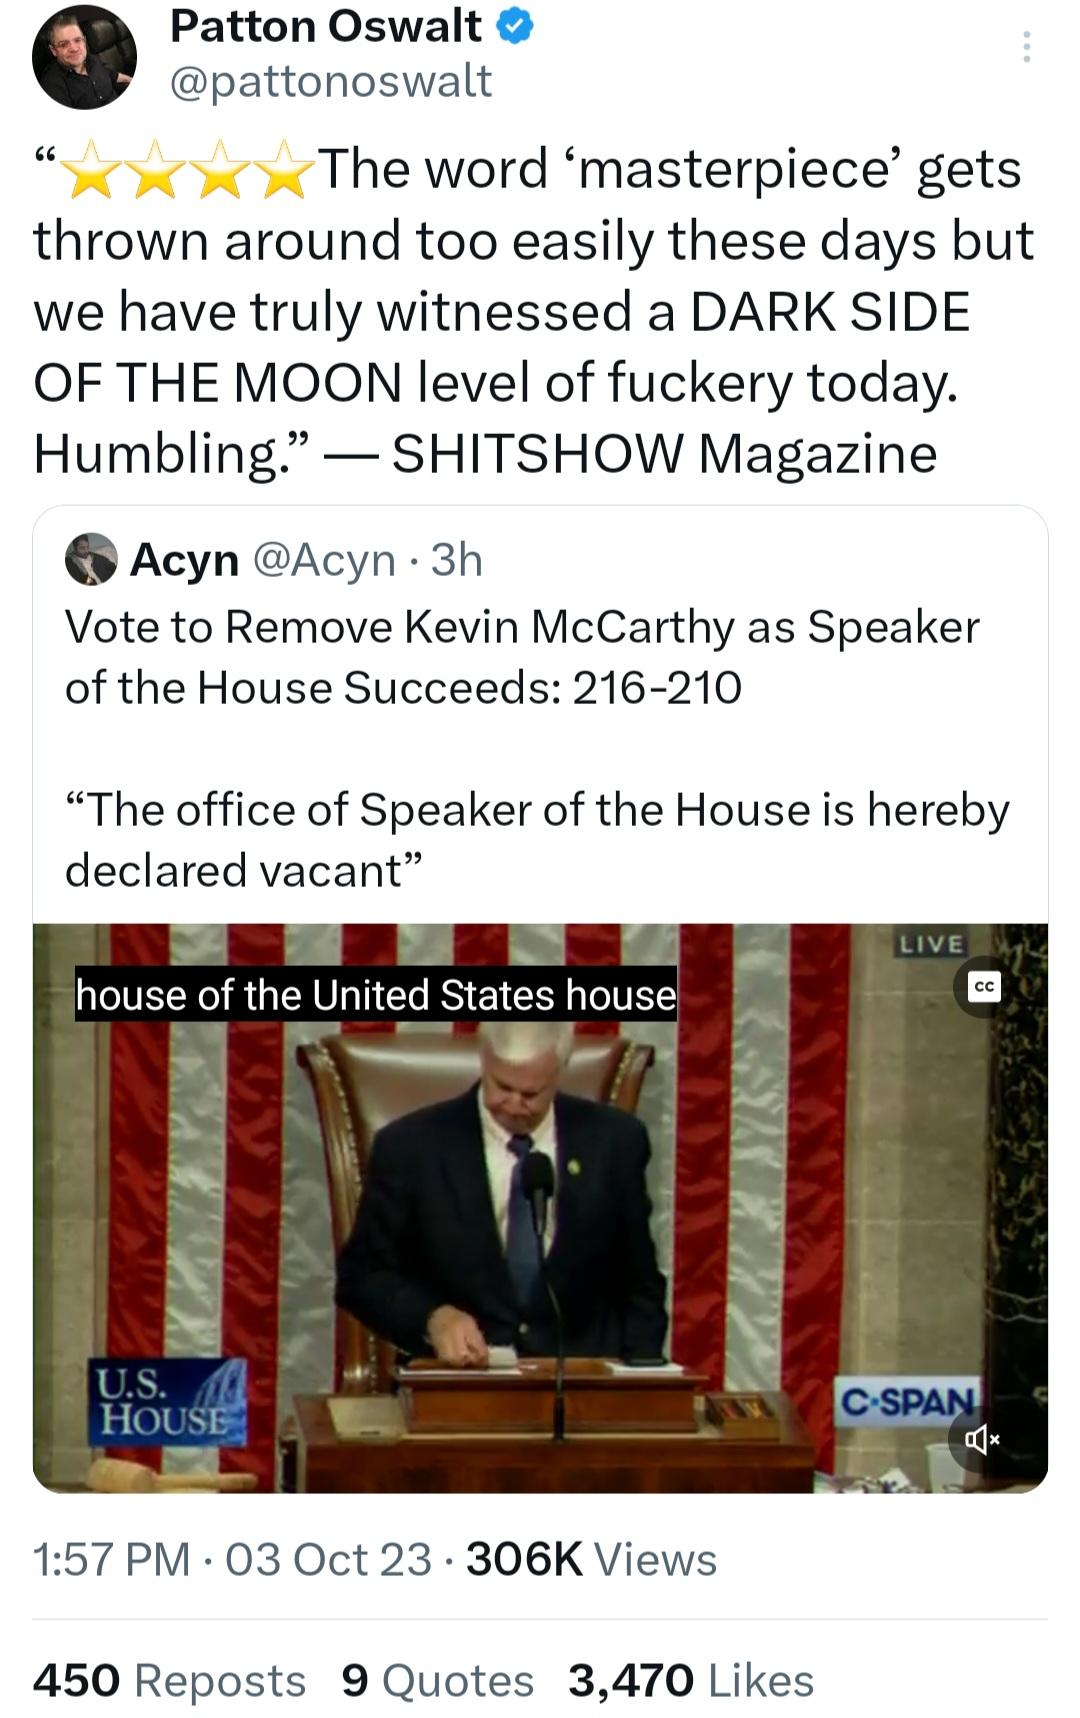 Patton Oswalt
@pattonoswalt
“⭐⭐⭐⭐The word ‘masterpiece’ gets
thrown around too easily these days but
we have truly witnessed a DARK SIDE
OF THE MOON level of fuckery today.
Humbling.” — SHITSHOW Magazine
Acyn @Acyn · 3h
Vote to Remove Kevin McCarthy as Speaker
of the House Succeeds: 216-210
“The office of Speaker of the House is hereby
declared vacant”
LIVE
house of the United States house
CC
U.S.
HOUSE
C-SPAN
1:57 PM · 03 Oct 23 · 306K Views
450 Reposts 9 Quotes 3,470 Likes